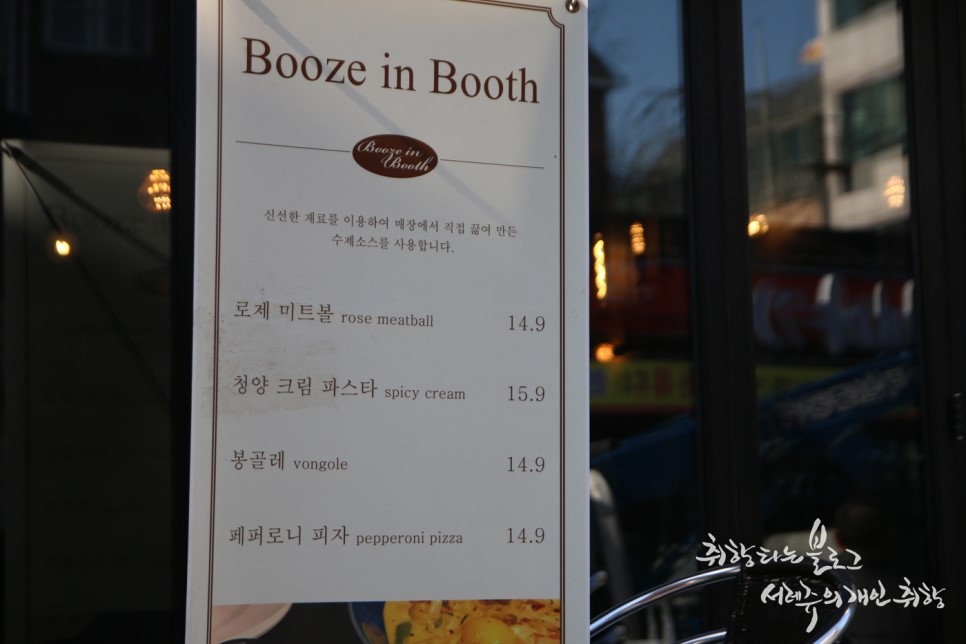 Booze in Booth
Booze in
Booth
신선한 재료를 이용하여 매장에서 직접 끓여 만든
수제소스를 사용합니다.
로제 미트볼 rose meatball 14.9
청양 크림 파스타 spicy cream 15.9
봉골레 vongole 14.9
페퍼로니 피자 pepperoni pizza 14.9
취향타는 블로그
서레쥬의 개인 취향